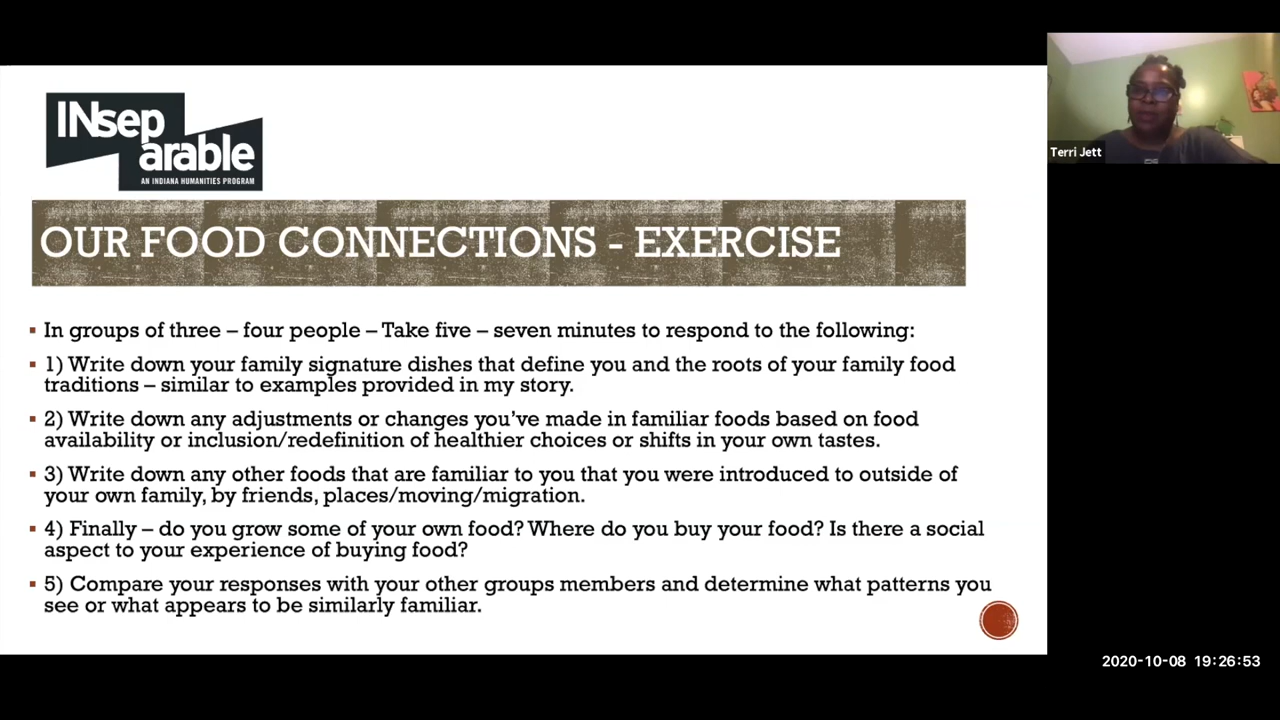 INsep
arable
AN INDIANA HUMANITIES PROGRAM
Terri Jett
OUR FOOD CONNECTIONS - EXERCISE
▪ In groups of three – four people – Take five – seven minutes to respond to the following:
▪ 1) Write down your family signature dishes that define you and the roots of your family food
traditions – similar to examples provided in my story.
▪ 2) Write down any adjustments or changes you’ve made in familiar foods based on food
availability or inclusion/redefinition of healthier choices or shifts in your own tastes.
▪ 3) Write down any other foods that are familiar to you that you were introduced to outside of
your own family, by friends, places/moving/migration.
▪ 4) Finally – do you grow some of your own food? Where do you buy your food? Is there a social
aspect to your experience of buying food?
▪ 5) Compare your responses with your other groups members and determine what patterns you
see or what appears to be similarly familiar.
2020-10-08 19:26:53